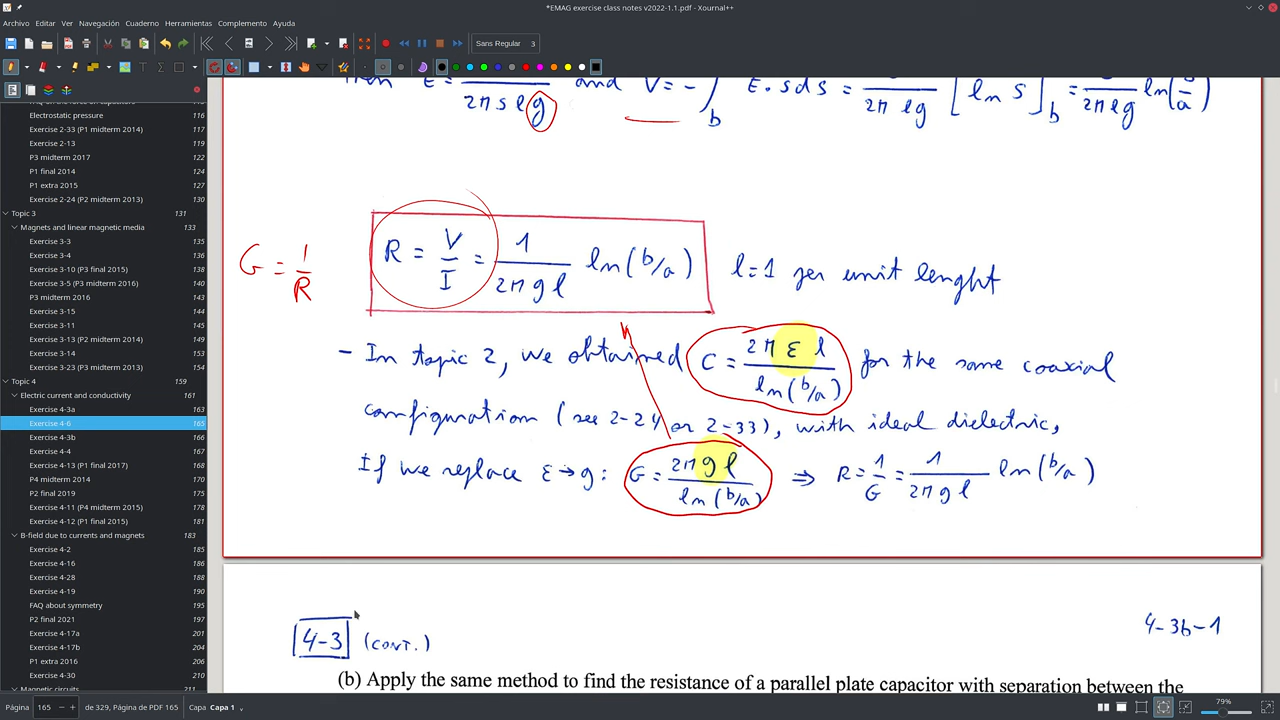 *EMAG exercise class notes v2022-1.1.pdf - Xournal++
Archivo Editar Ver Navegación Cuaderno Herramientas Complemento Ayuda
Sans Regular 3
Electrostatic pressure 116
Exercise 2-33 (P1 midterm 2014) 117
Exercise 2-13 119
P3 midterm 2017 122
P1 final 2014 124
P1 extra 2015 127
Exercise 2-24 (P2 midterm 2013) 130
Topic 3 131
Magnets and linear magnetic media 133
Exercise 3-3 135
Exercise 3-4 136
Exercise 3-10 (P3 final 2015) 138
Exercise 3-5 (P3 midterm 2016) 140
P3 midterm 2016 143
Exercise 3-15 144
Exercise 3-11 145
Exercise 3-13 (P2 midterm 2014) 149
Exercise 3-14 153
Exercise 3-23 (P3 midterm 2013) 154
Topic 4 159
Electric current and conductivity 161
Exercise 4-3a 163
Exercise 4-6 165
Exercise 4-3b 166
Exercise 4-4 167
Exercise 4-13 (P1 final 2017) 168
P4 midterm 2014 170
P2 final 2019 175
Exercise 4-11 (P4 midterm 2015) 178
Exercise 4-12 (P1 final 2015) 181
B-field due to currents and magnets 183
Exercise 4-2 185
Exercise 4-16 186
Exercise 4-28 188
Exercise 4-19 190
FAQ about symmetry 195
P2 final 2021 197
Exercise 4-17a 201
Exercise 4-17b 204
P1 extra 2016 206
Exercise 4-30 210
Magnetic circuits
Then E = / 2π s l g and V = - ∫ b E · s ds = / 2π l g [ ln s ] b = / 2π l g ln(b/a)
G = 1/R R = V/I = 1/(2π g l) ln(b/a) l = 1 per unit lenght
- In topic 2, we obtained C = 2π ε l / ln(b/a) for the same coaxial
configuration (see 2-24 or 2-33), with ideal dielectric,
If we replace ε → g : G = 2π g l / ln(b/a) ⇒ R = 1/G = 1/(2π g l) ln(b/a)
4-3 (CONT.) 4-3b-1
(b) Apply the same method to find the resistance of a parallel plate capacitor with separation between the
Página 165 de 329, Página de PDF 165 Capa Capa 1 79%